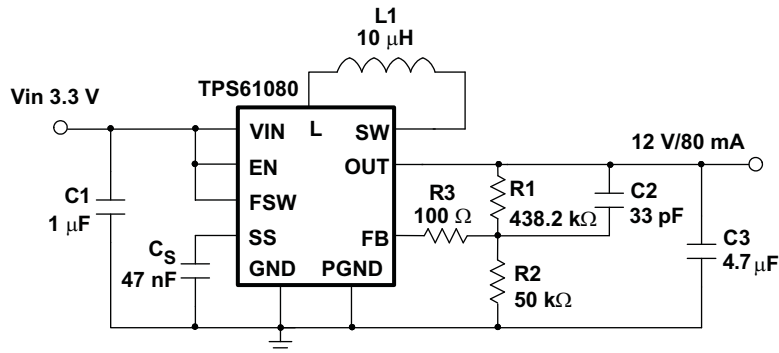 L1
10 μH
TPS61080
Vin 3.3 V
VIN
L
SW
12 V/80 mA
EN
OUT
C1
1 μF
FSW
R3
100 Ω
R1
438.2 kΩ
C2
33 pF
SS
FB
CS
47 nF
GND
PGND
R2
50 kΩ
C3
4.7 μF